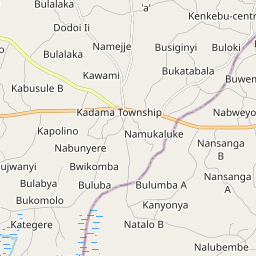 Bulalaka
'a'
Kenkebu-centr
Dodoi Ii
Namejje
Busiginyi
Buloki
Bulalaka
Kawami
Bukatabala
Buwem
Kabusule B
Kadama Township
Nabweyo
Kapolino
Namukaluke
Nabunyere
Nansanga B
ujwanyi
Bwikomba
Bulabya
Buluba
Bulumba A
Nansanga A
Bukomolo
Kanyonya
Kategere
Natalo B
Nalubembe